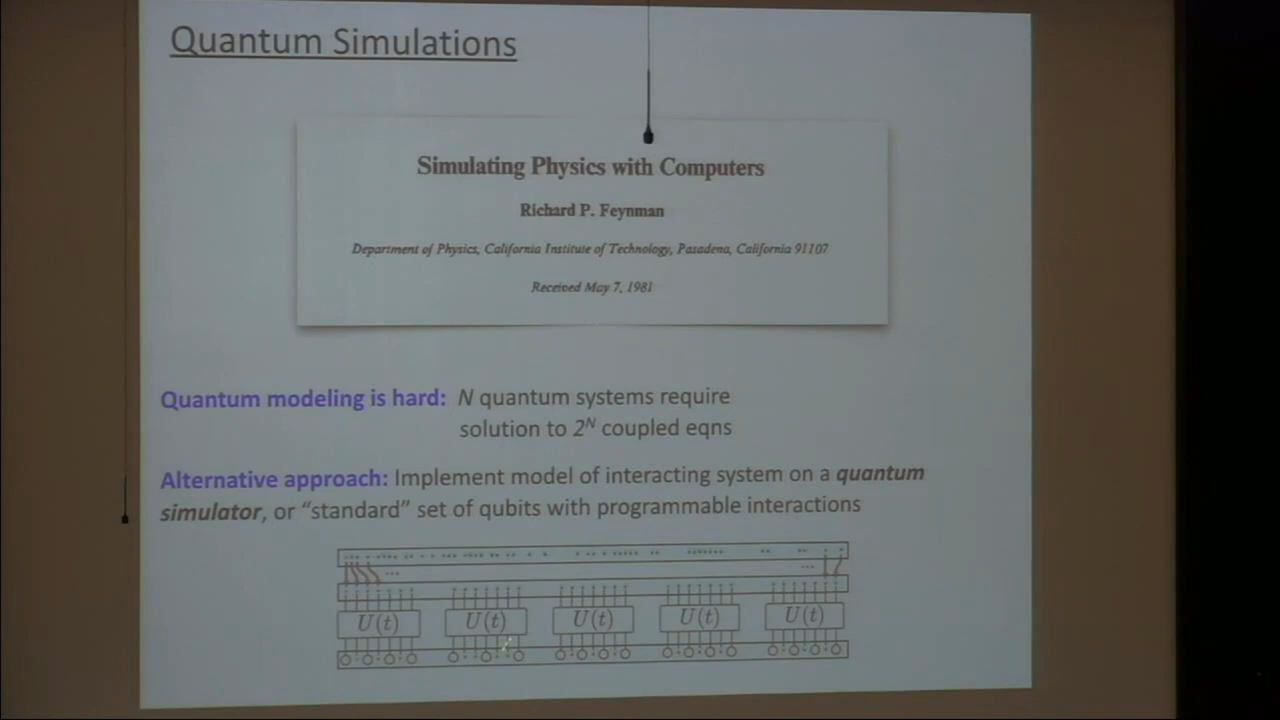 Quantum Simulations
Simulating Physics with Computers
Richard P. Feynman
Department of Physics, California Institute of Technology, Pasadena, California 91107
Received May 7, 1981
Quantum modeling is hard: N quantum systems require
solution to 2^N coupled eqns
Alternative approach: Implement model of interacting system on a quantum
simulator, or “standard” set of qubits with programmable interactions
U(t) U(t) U(t) U(t) U(t)